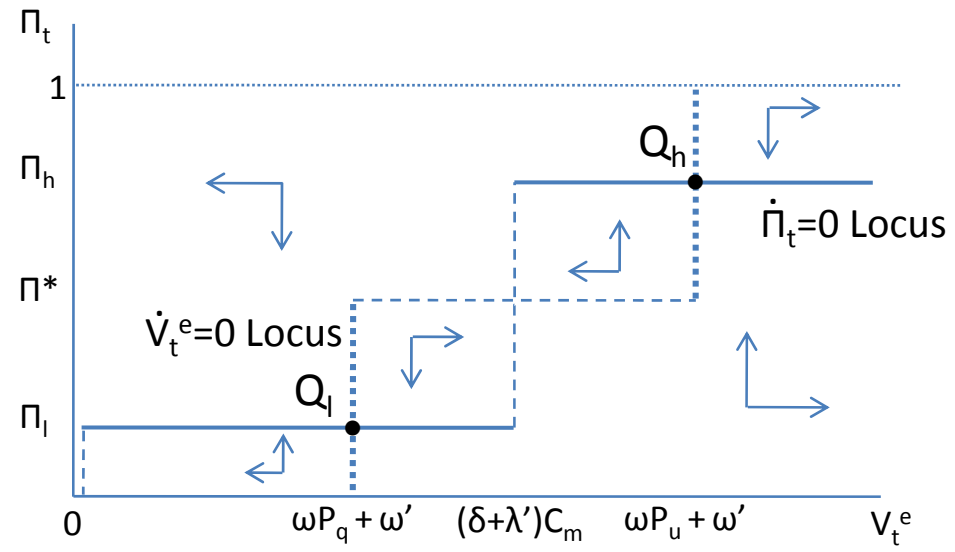 Πt
1
Qh
Πh
Π̇t=0 Locus
Π*
V̇tᵉ=0 Locus
Ql
Πl
0
ωPq + ω’
(δ+λ’)Cm
ωPu + ω’
Vtᵉ